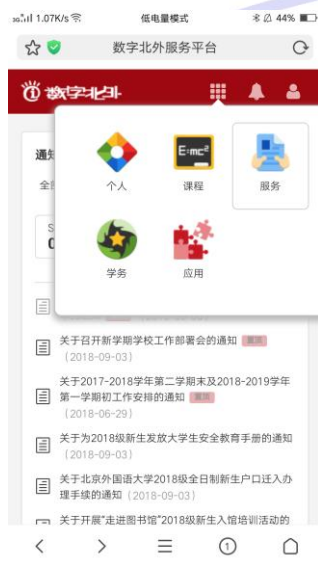 1.07K/s 低电量模式 44%
数字北外服务平台
数字北外
通
个人 课程 服务
E=mc²
学务 应用
关于召开新学期学校工作部署会的通知 置顶
(2018-09-03)
关于2017-2018学年第二学期末及2018-2019学年
第一学期初工作安排的通知 置顶
(2018-06-29)
关于为2018级新生发放大学生安全教育手册的通知
(2018-09-03)
关于北京外国语大学2018级全日制新生户口迁入办
理手续的通知 (2018-09-03)
关于开展“走进图书馆”2018级新生入馆培训活动的
1